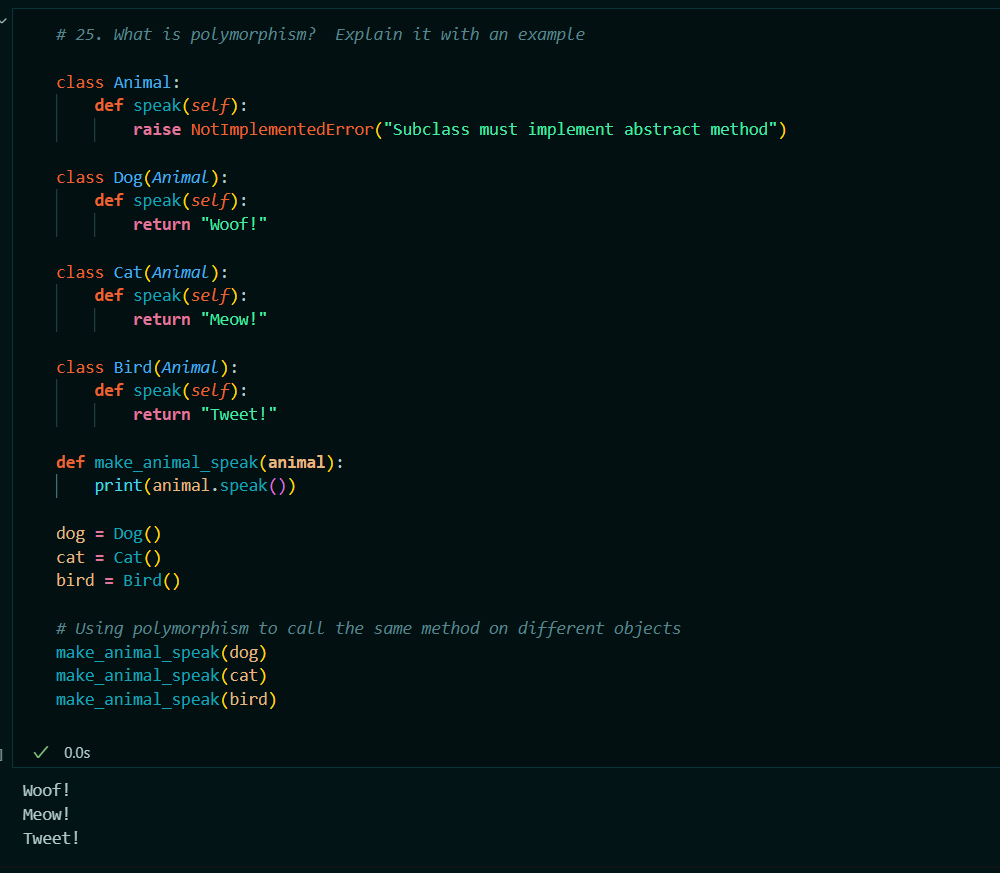 # 25. What is polymorphism?  Explain it with an example
class Animal:
    def speak(self):
        raise NotImplementedError("Subclass must implement abstract method")
class Dog(Animal):
    def speak(self):
        return "Woof!"
class Cat(Animal):
    def speak(self):
        return "Meow!"
class Bird(Animal):
    def speak(self):
        return "Tweet!"
def make_animal_speak(animal):
    print(animal.speak())
dog = Dog()
cat = Cat()
bird = Bird()
# Using polymorphism to call the same method on different objects
make_animal_speak(dog)
make_animal_speak(cat)
make_animal_speak(bird)
0.0s
Woof!
Meow!
Tweet!